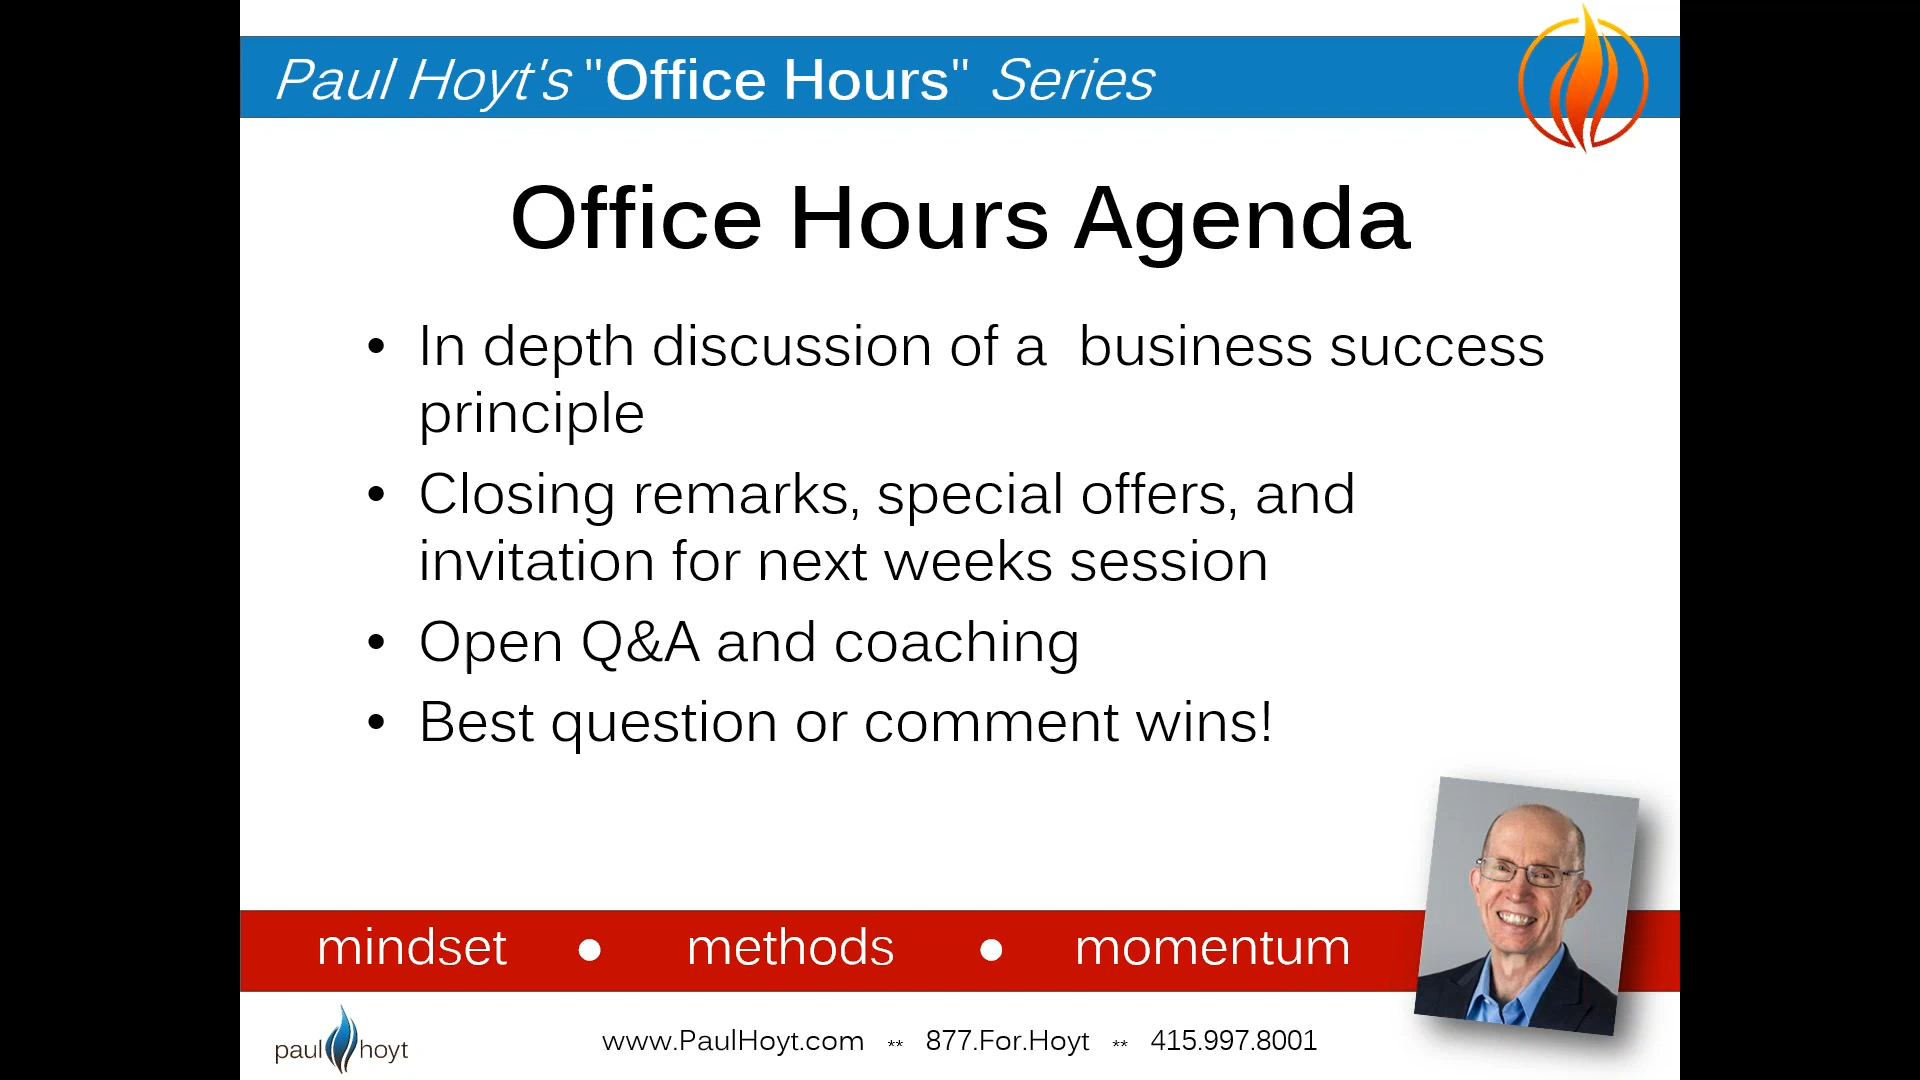 Paul Hoyt's "Office Hours" Series
Office Hours Agenda
• In depth discussion of a  business success
principle
• Closing remarks, special offers, and
invitation for next weeks session
• Open Q&A and coaching
• Best question or comment wins!
mindset • methods • momentum
paul hoyt
www.PaulHoyt.com ** 877.For.Hoyt ** 415.997.8001